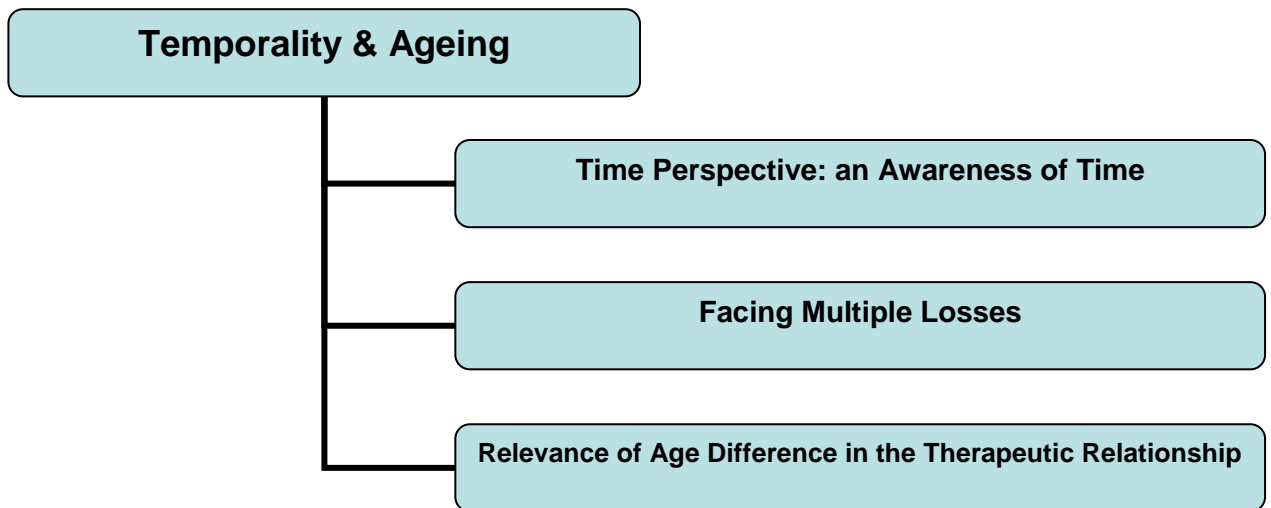 Temporality & Ageing
Time Perspective: an Awareness of Time
Facing Multiple Losses
Relevance of Age Difference in the Therapeutic Relationship